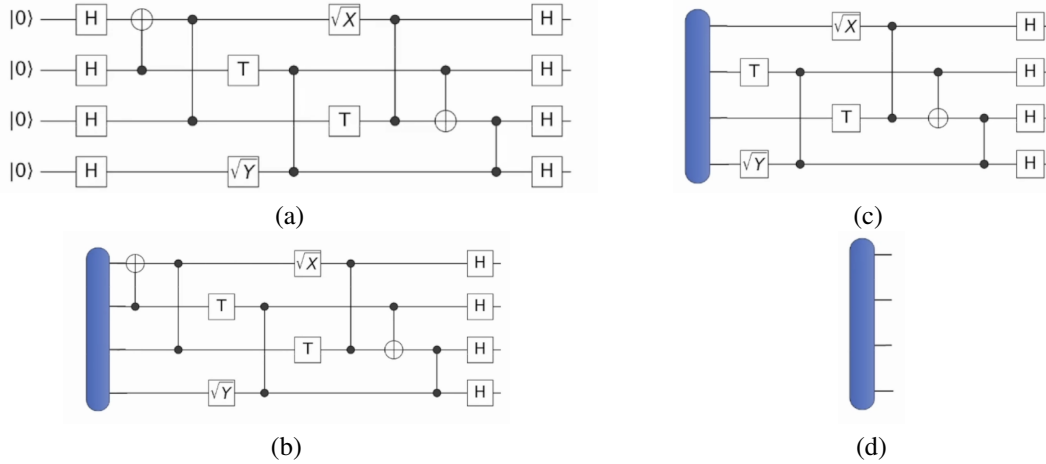 |0⟩ H √X H
|0⟩ H T H
|0⟩ H T H
|0⟩ H √Y H
(a)
√X H
T H
T H
√Y H
(c)
√X H
T H
T H
√Y H
(b)
(d)